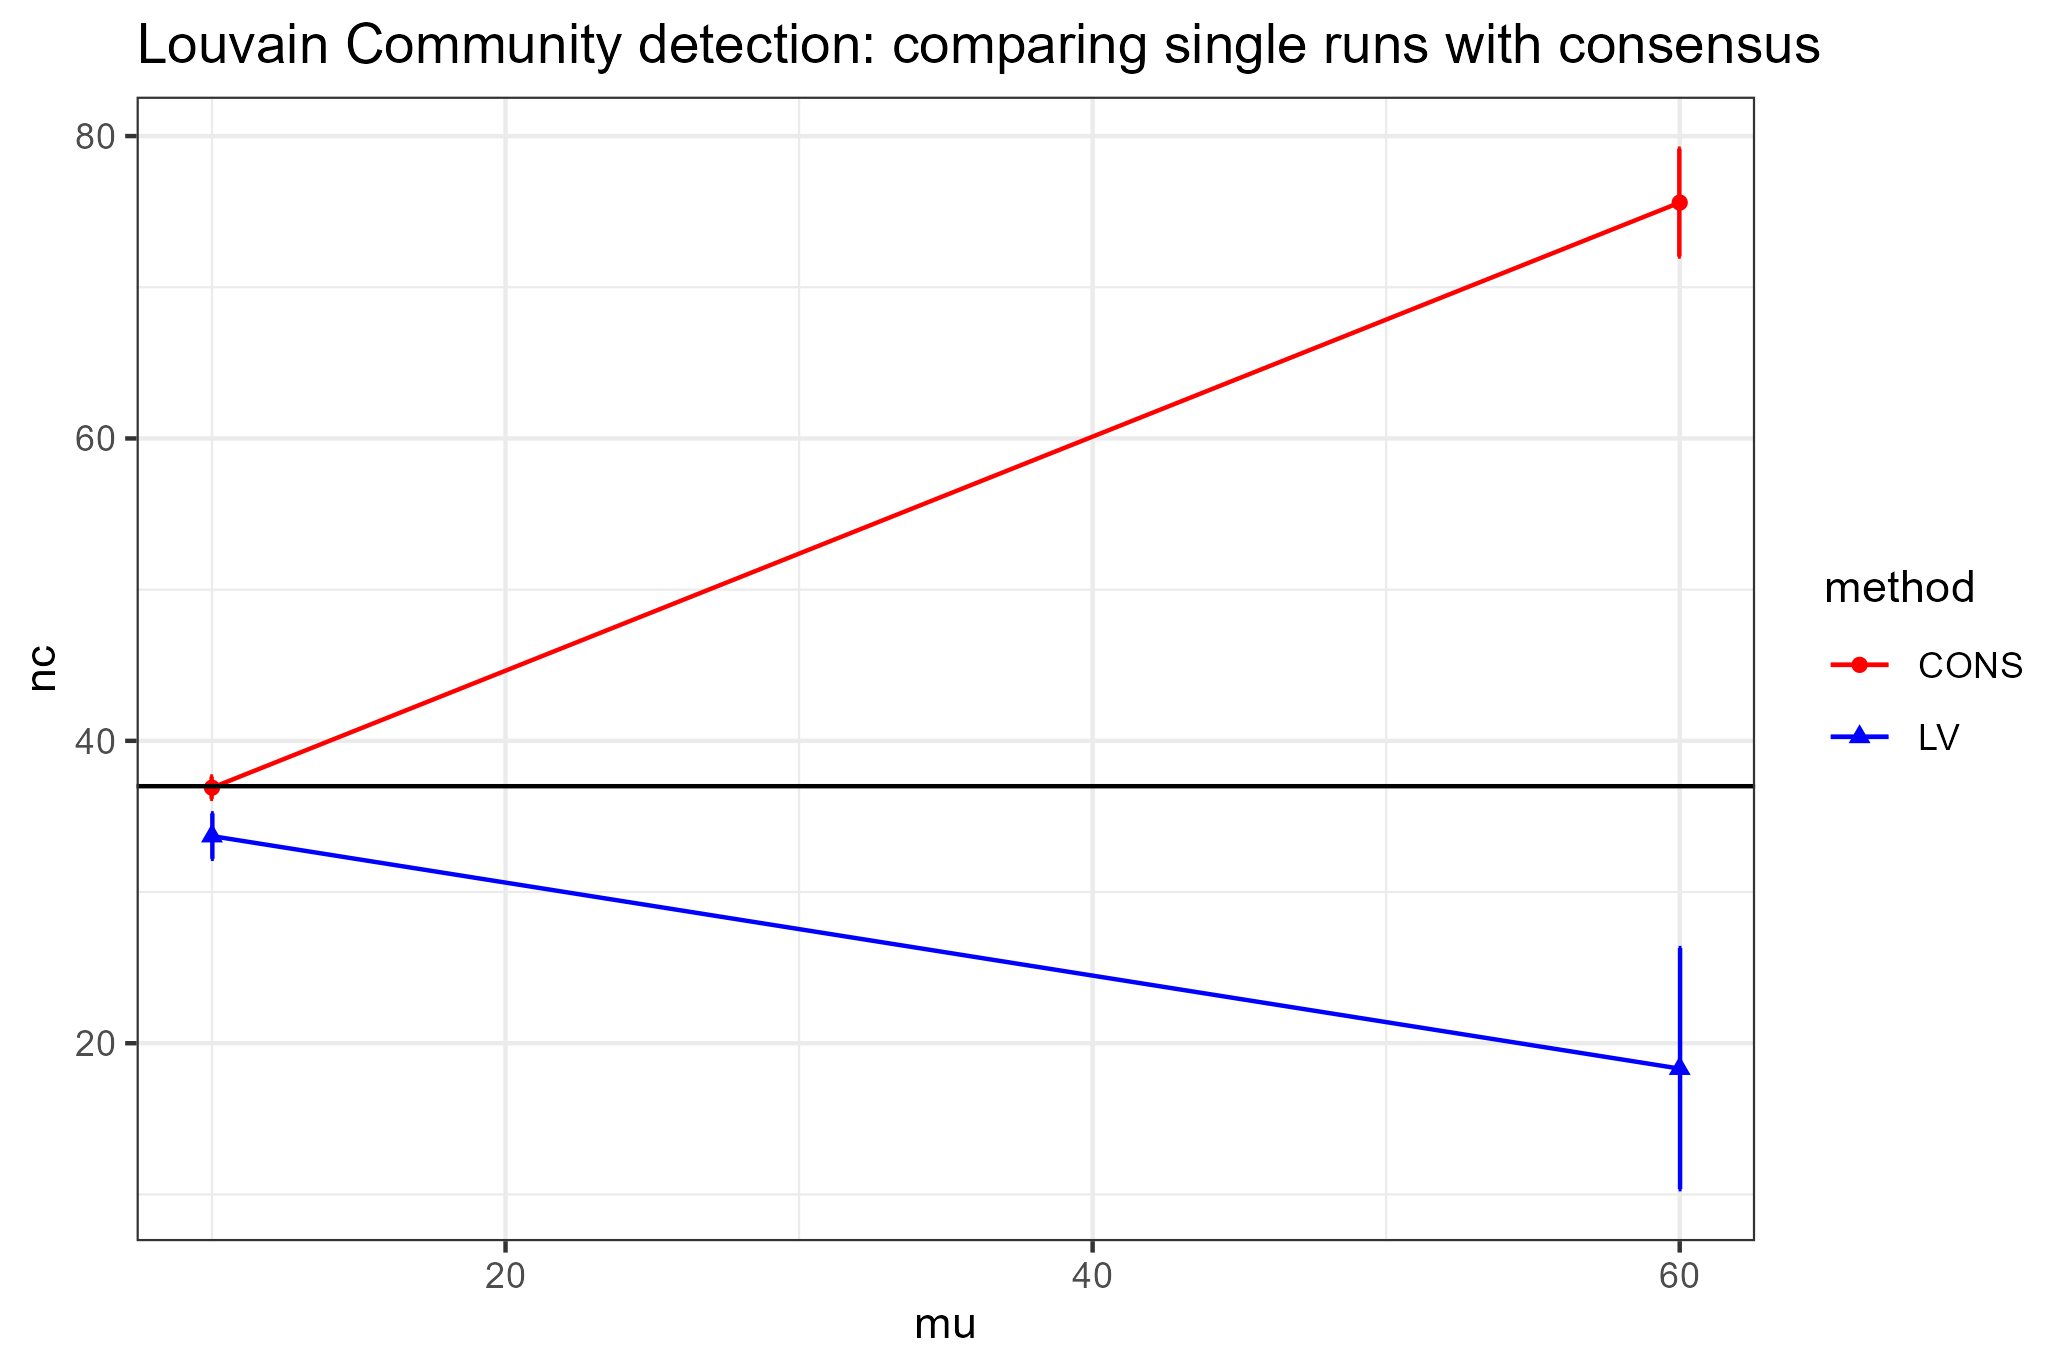 Louvain Community detection: comparing single runs with consensus
80
60
40
20
nc
20 40 60
mu
method
CONS
LV